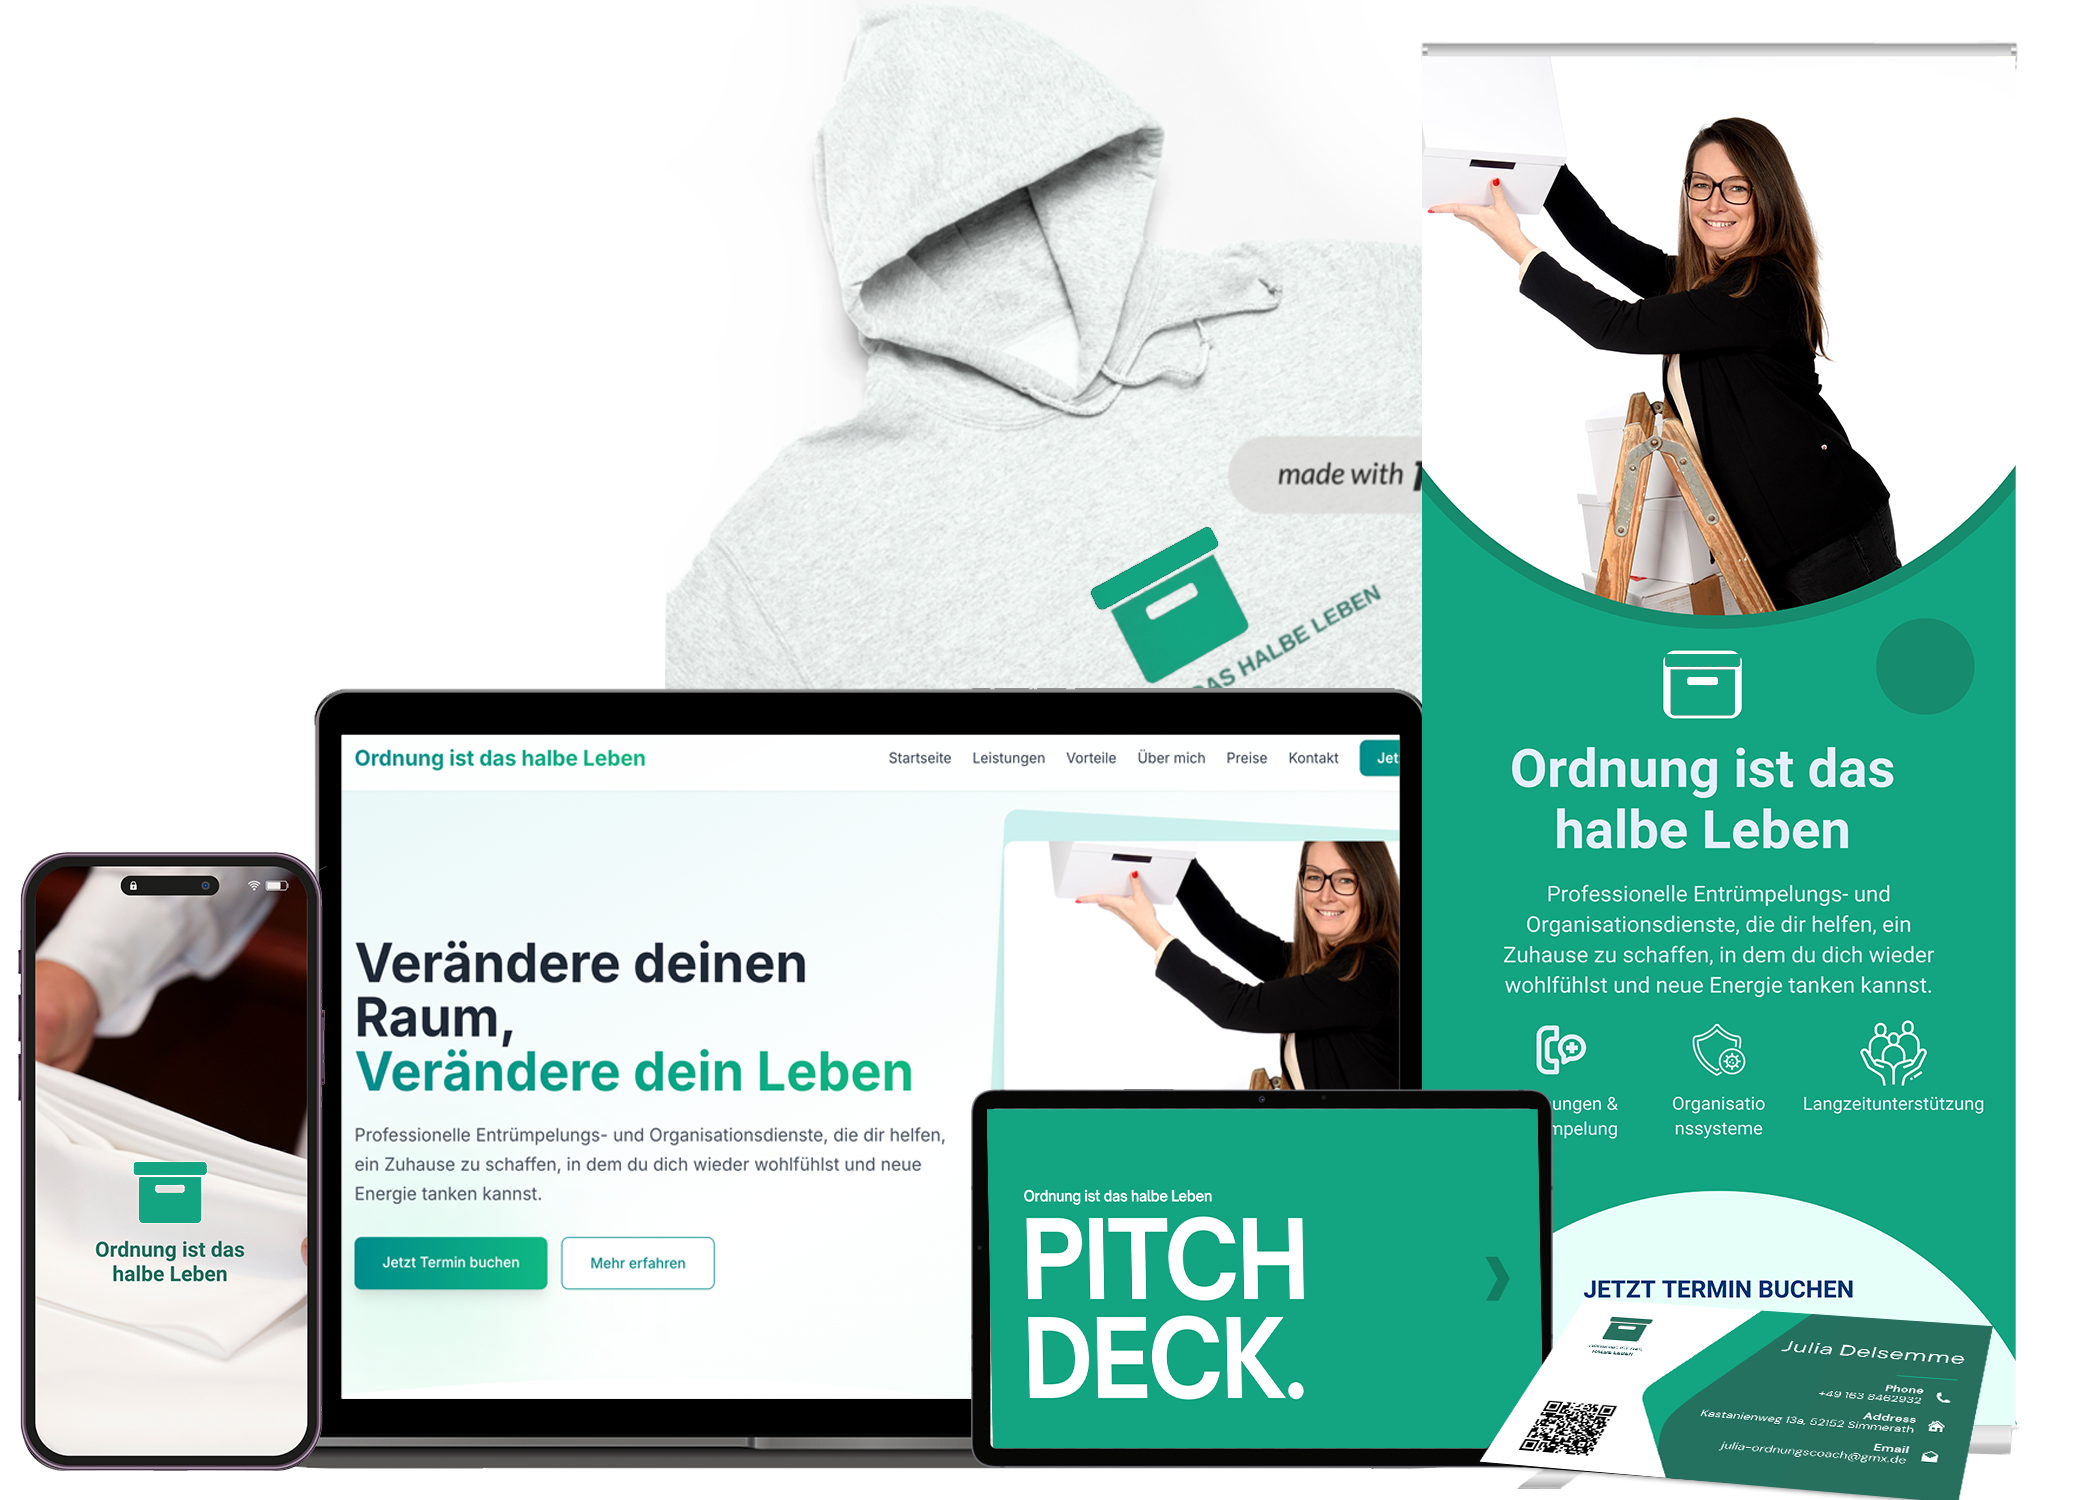 made with
DAS HALBE LEBEN
Ordnung ist das halbe Leben
Startseite Leistungen Vorteile Über mich Preise Kontakt
Verändere deinen
Raum,
Verändere dein Leben
Professionelle Entrümpelungs- und Organisationsdienste, die dir helfen,
ein Zuhause zu schaffen, in dem du dich wieder wohlfühlst und neue
Energie tanken kannst.
Jetzt Termin buchen
Mehr erfahren
Ordnung ist das
halbe Leben
Ordnung ist das halbe Leben
PITCH
DECK.
Ordnung ist das
halbe Leben
Professionelle Entrümpelungs- und
Organisationsdienste, die dir helfen, ein
Zuhause zu schaffen, in dem du dich wieder
wohlfühlst und neue Energie tanken kannst.
ungen &
mpelung
Organisatio
nssysteme
Langzeitunterstützung
JETZT TERMIN BUCHEN
HALBE LEBEN
Julia Delsemme
Phone
+49 163 8462932
Address
Kastanienweg 13a, 52152 Simmerath
Email
julia-ordnungscoach@gmx.de